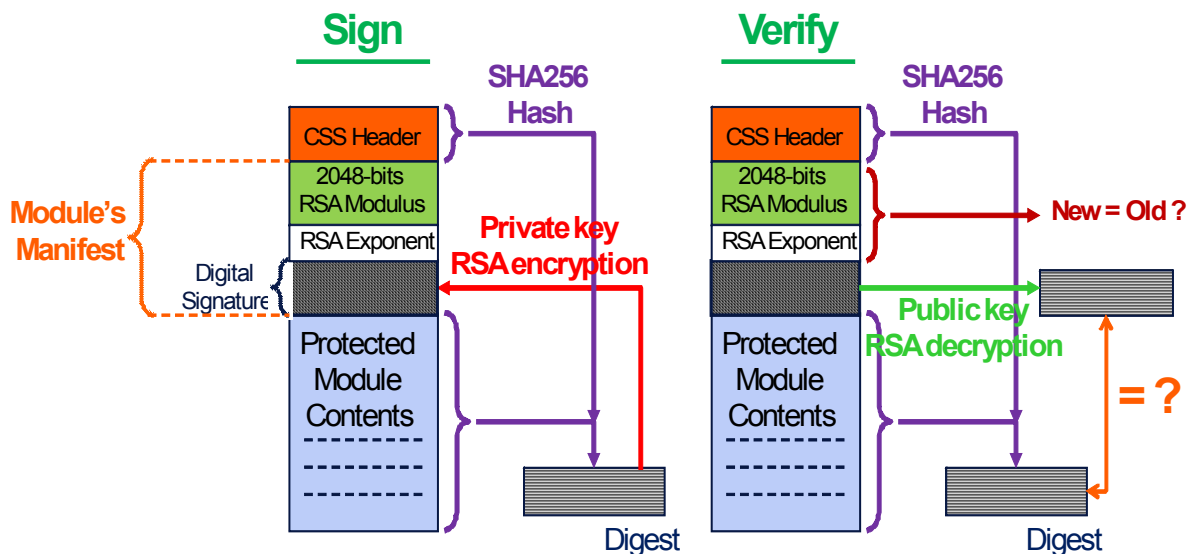 Sign
SHA256
Hash
CSS Header
2048-bits
RSA Modulus
RSA Exponent
Module's
Manifest
Digital
Signature
Private key
RSA encryption
Protected
Module
Contents
Digest
Verify
SHA256
Hash
CSS Header
2048-bits
RSA Modulus
RSA Exponent
New = Old ?
Public key
RSA decryption
Protected
Module
Contents
= ?
Digest